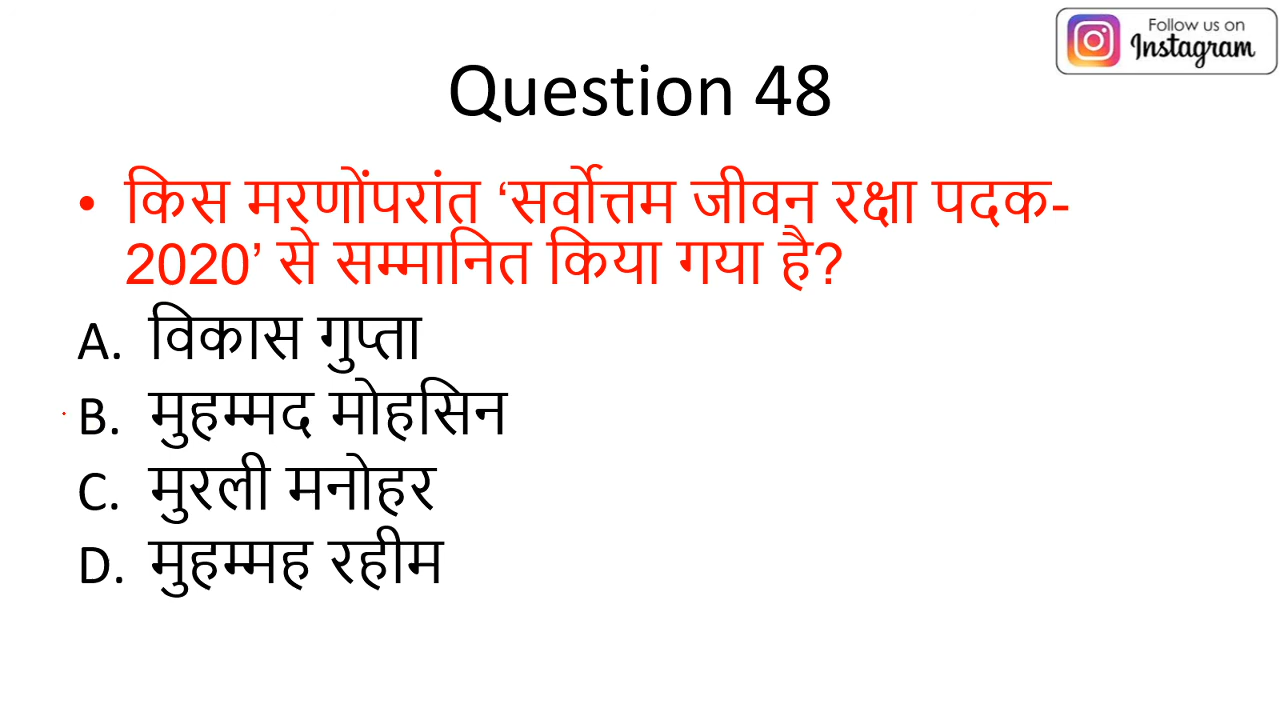 Follow us on
Instagram
Question 48
• किस मरणोंपरांत ‘सर्वोत्तम जीवन रक्षा पदक-
2020’ से सम्मानित किया गया है?
A. विकास गुप्ता
B. मुहम्मद मोहसिन
C. मुरली मनोहर
D. मुहम्मह रहीम